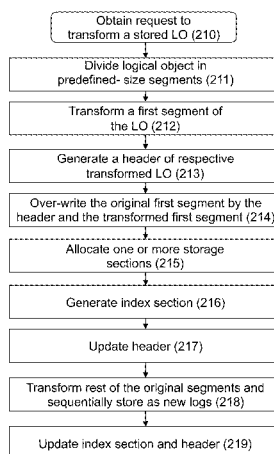 Obtain request to
transform a stored LO (210)
Divide logical object in
predefined- size segments (211)
Transform a first segment of
the LO (212)
Generate a header of respective
transformed LO (213)
Over-write the original first segment by the
header and the transformed first segment (214)
Allocate one or more storage
sections (215)
Generate index section (216)
Update header (217)
Transform rest of the original segments and
sequentially store as new logs (218)
Update index section and header (219)